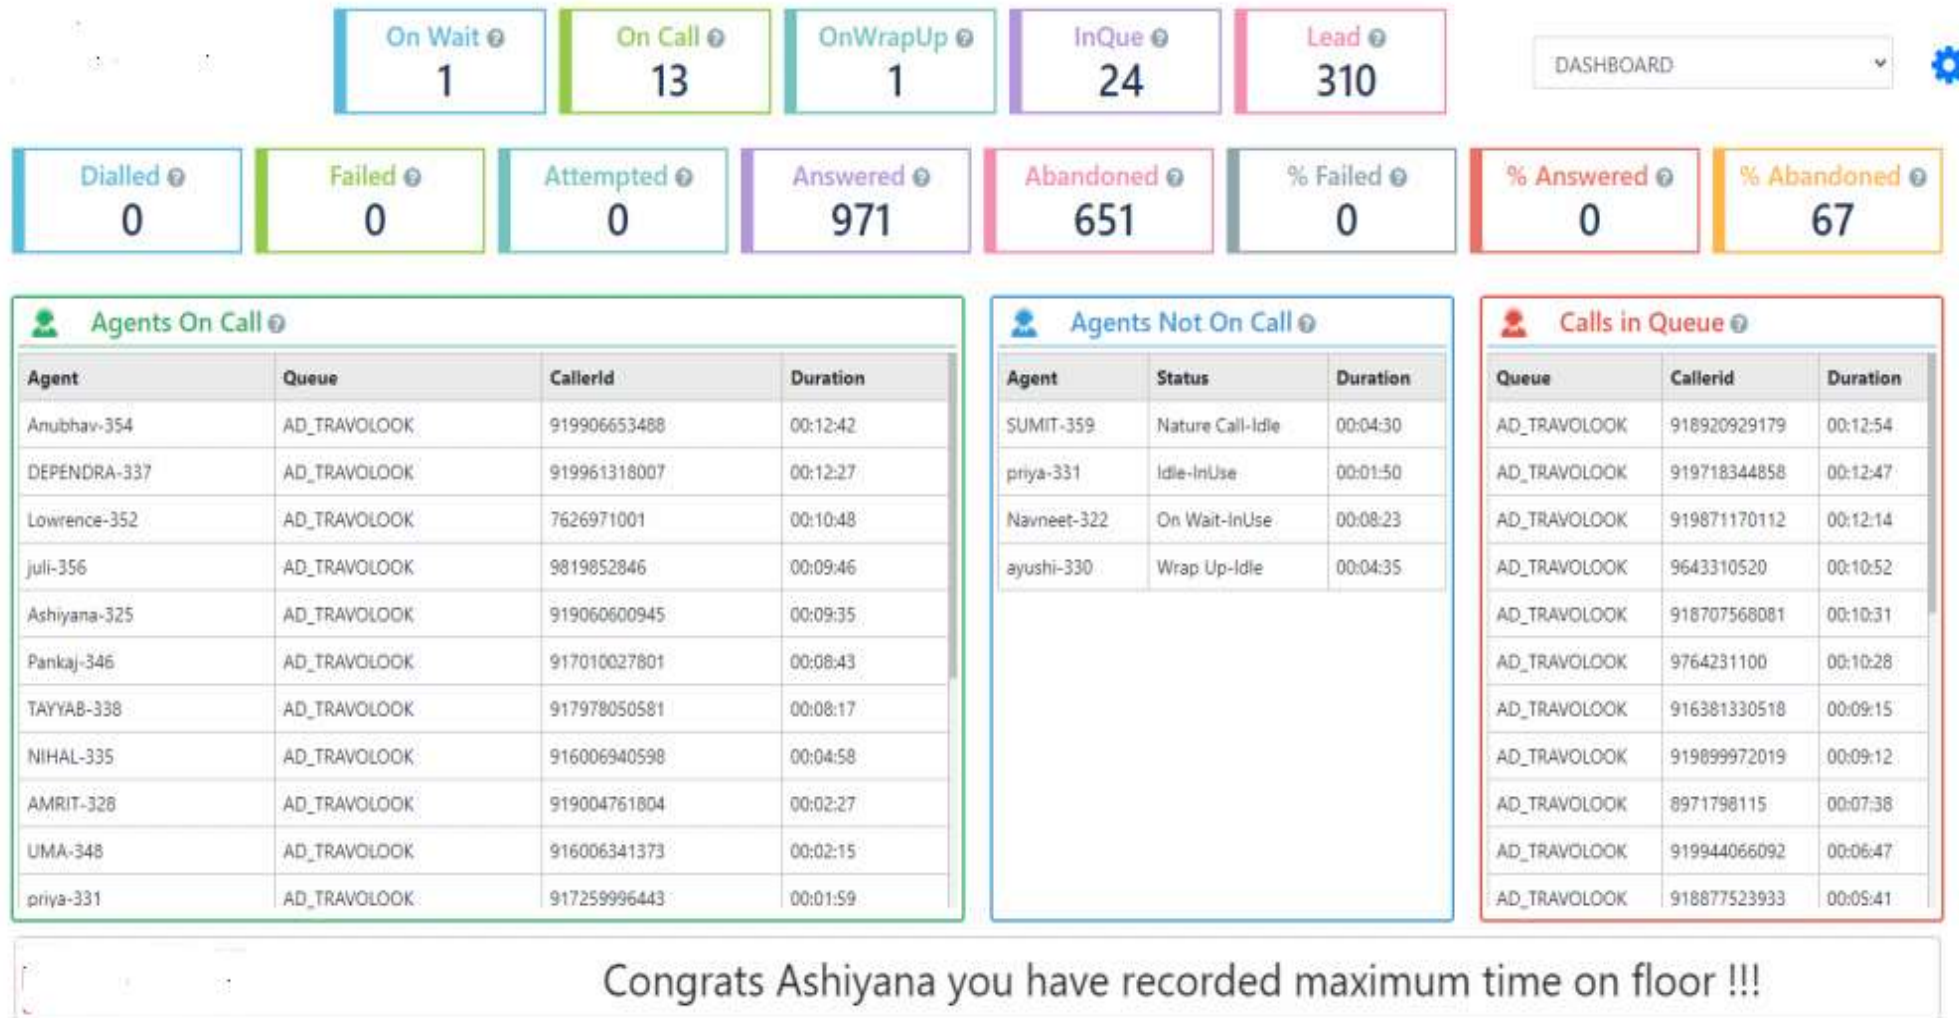 On Wait On Call OnWrapUp InQue Lead
1 13 1 24 310
DASHBOARD
Dialled Failed Attempted Answered Abandoned % Failed % Answered % Abandoned
0 0 0 971 651 0 0 67
Agents On Call
Agent Queue CallerId Duration
Anubhav-354 AD_TRAVOLOOK 919906653488 00:12:42
DEPENDRA-337 AD_TRAVOLOOK 919961318007 00:12:27
Lowrence-352 AD_TRAVOLOOK 7626971001 00:10:48
juli-356 AD_TRAVOLOOK 9819852846 00:09:46
Ashiyana-325 AD_TRAVOLOOK 919060600945 00:09:35
Pankaj-346 AD_TRAVOLOOK 917010027801 00:08:43
TAYYAB-338 AD_TRAVOLOOK 917978050581 00:08:17
NIHAL-335 AD_TRAVOLOOK 916006940598 00:04:58
AMRIT-328 AD_TRAVOLOOK 919004761804 00:02:27
UMA-348 AD_TRAVOLOOK 916006341373 00:02:15
priya-331 AD_TRAVOLOOK 917259996443 00:01:59
Agents Not On Call
Agent Status Duration
SUMIT-359 Nature Call-Idle 00:04:30
priya-331 Idle-InUse 00:01:50
Navneet-322 On Wait-InUse 00:08:23
ayushi-330 Wrap Up-Idle 00:04:35
Calls in Queue
Queue Callerid Duration
AD_TRAVOLOOK 918920929179 00:12:54
AD_TRAVOLOOK 919718344858 00:12:47
AD_TRAVOLOOK 919871170112 00:12:14
AD_TRAVOLOOK 9643310520 00:10:52
AD_TRAVOLOOK 918707568081 00:10:31
AD_TRAVOLOOK 9764231100 00:10:28
AD_TRAVOLOOK 916381330518 00:09:15
AD_TRAVOLOOK 919899972019 00:09:12
AD_TRAVOLOOK 8971798115 00:07:38
AD_TRAVOLOOK 919944066092 00:06:47
AD_TRAVOLOOK 918877523933 00:05:41
Congrats Ashiyana you have recorded maximum time on floor !!!